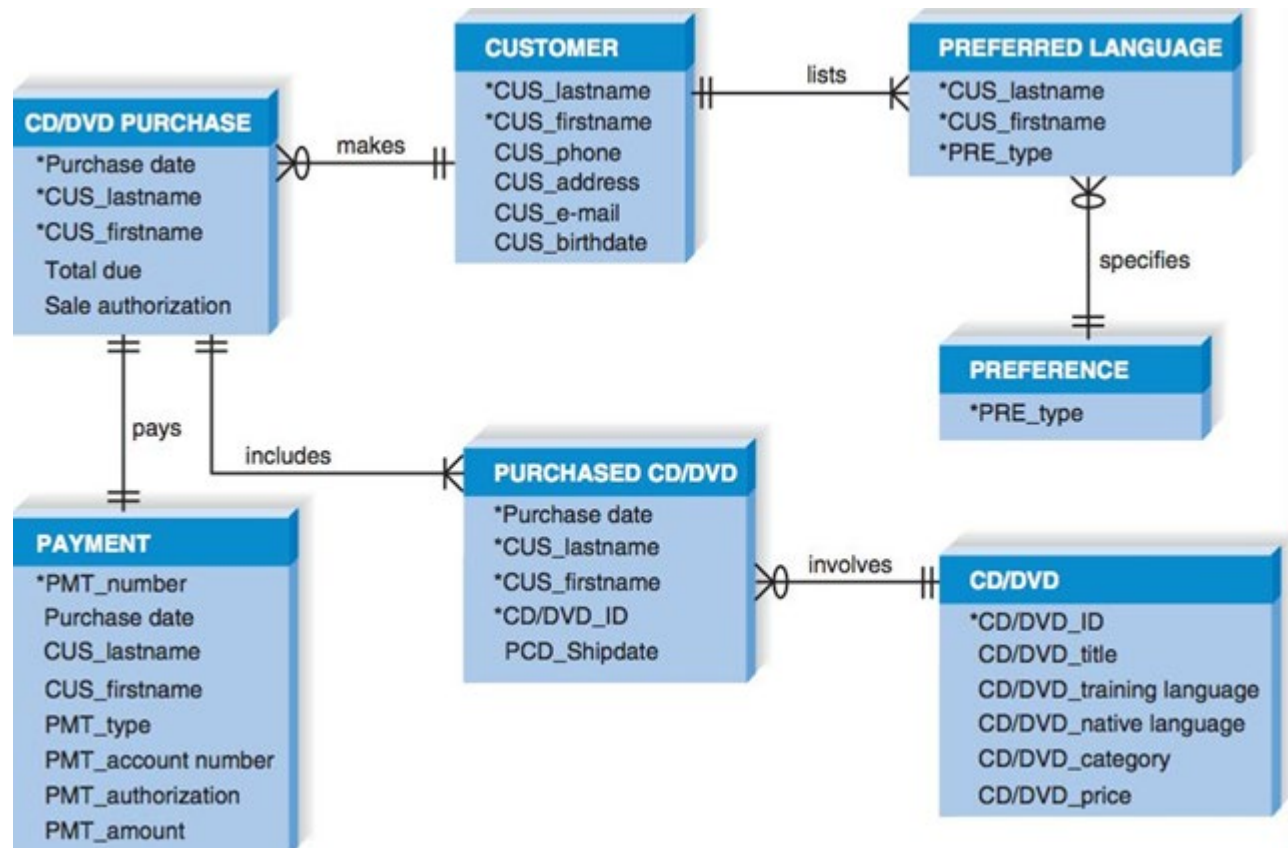 CUSTOMER
*CUS_lastname
*CUS_firstname
CUS_phone
CUS_address
CUS_e-mail
CUS_birthdate
lists
PREFERRED LANGUAGE
*CUS_lastname
*CUS_firstname
*PRE_type
CD/DVD PURCHASE
*Purchase date
*CUS_lastname
*CUS_firstname
Total due
Sale authorization
makes
specifies
PREFERENCE
*PRE_type
pays
includes
PURCHASED CD/DVD
*Purchase date
*CUS_lastname
*CUS_firstname
*CD/DVD_ID
PCD_Shipdate
involves
PAYMENT
*PMT_number
Purchase date
CUS_lastname
CUS_firstname
PMT_type
PMT_account number
PMT_authorization
PMT_amount
CD/DVD
*CD/DVD_ID
CD/DVD_title
CD/DVD_training language
CD/DVD_native language
CD/DVD_category
CD/DVD_price